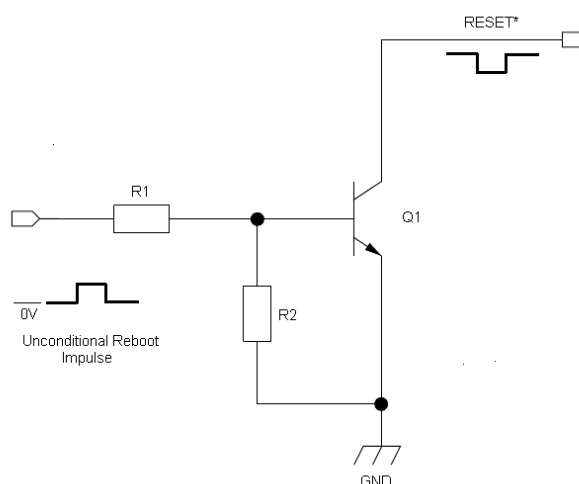 RESET*
R1
Q1
0V
R2
Unconditional Reboot
Impulse
GND